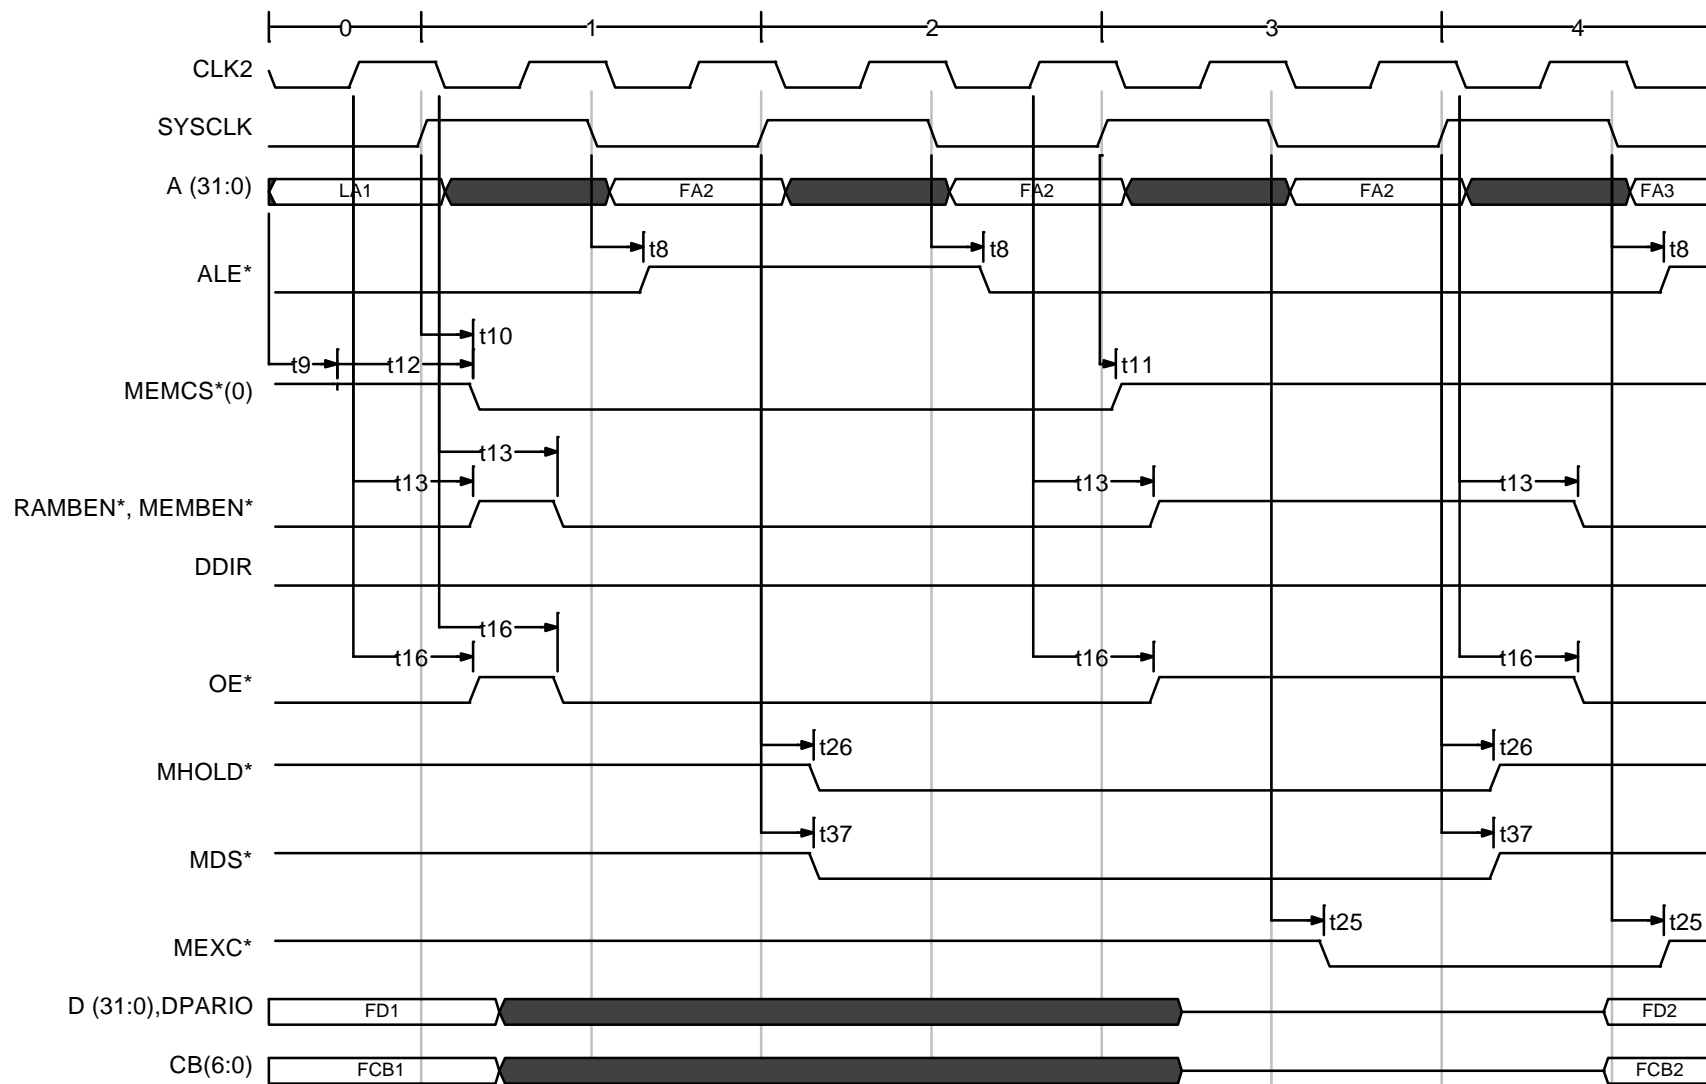 0 1 2 3 4
CLK2
SYSCLK
A (31:0) LA1 FA2 FA2 FA2 FA3
t8 t8 t8
ALE*
t10
t9 t12 t11
MEMCS*(0)
t13
t13 t13 t13
RAMBEN*, MEMBEN*
DDIR
t16
t16 t16 t16
OE*
t26 t26
MHOLD*
t37 t37
MDS*
t25 t25
MEXC*
D (31:0),DPARIO FD1 FD2
CB(6:0) FCB1 FCB2